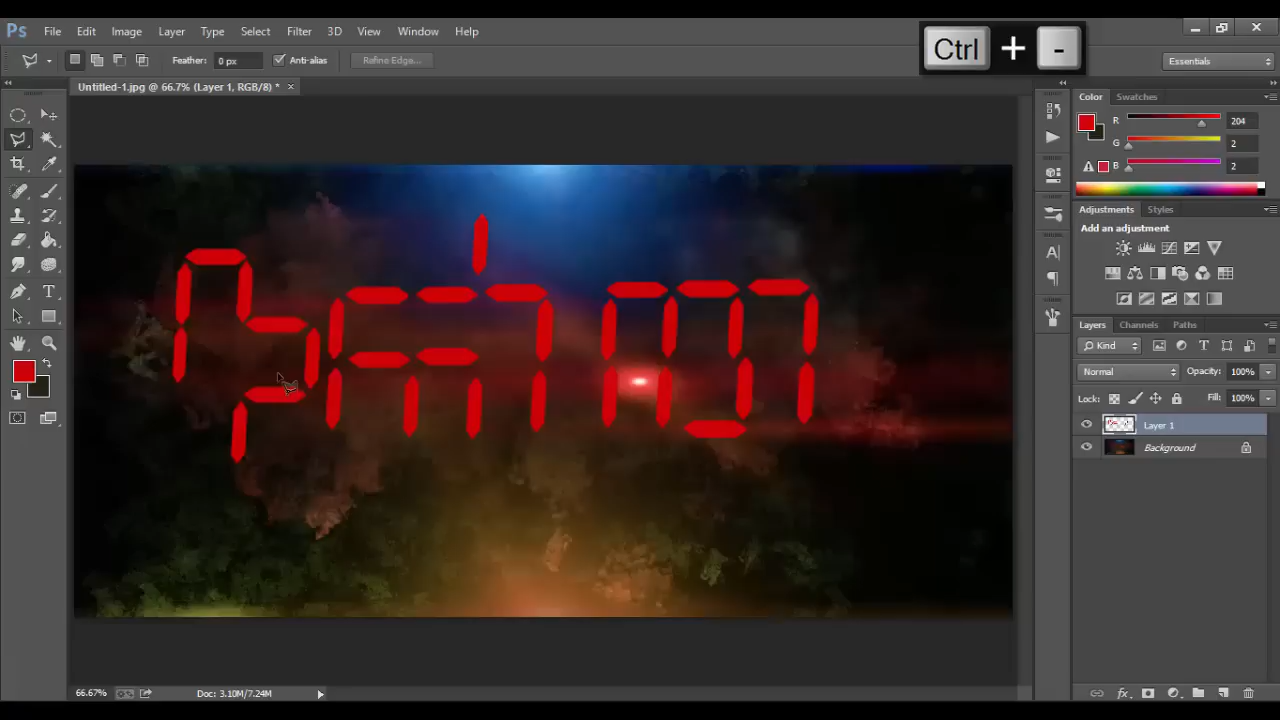 Ps File Edit Image Layer Type Select Filter 3D View Window Help
Ctrl + -
Feather: 0 px Anti-alias Refine Edge... Essentials
Untitled-1.jpg @ 66.7% (Layer 1, RGB/8) *
Color Swatches
R 204
G 2
B 2
Adjustments Styles
Add an adjustment
Layers Channels Paths
Kind
Normal Opacity: 100%
Lock: Fill: 100%
Layer 1
Background
66.67% Doc: 3.10M/7.24M